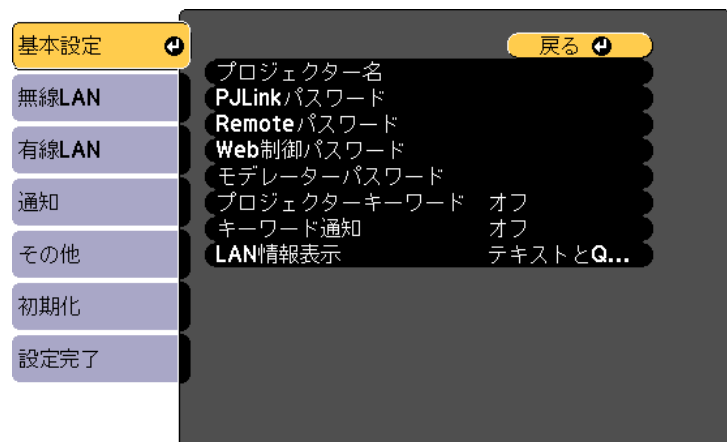 基本設定
無線LAN
有線LAN
通知
その他
初期化
設定完了
戻る
プロジェクター名
PJLinkパスワード
Remoteパスワード
Web制御パスワード
モデレーターパスワード
プロジェクターキーワード オフ
キーワード通知 オフ
LAN情報表示 テキストとQ...